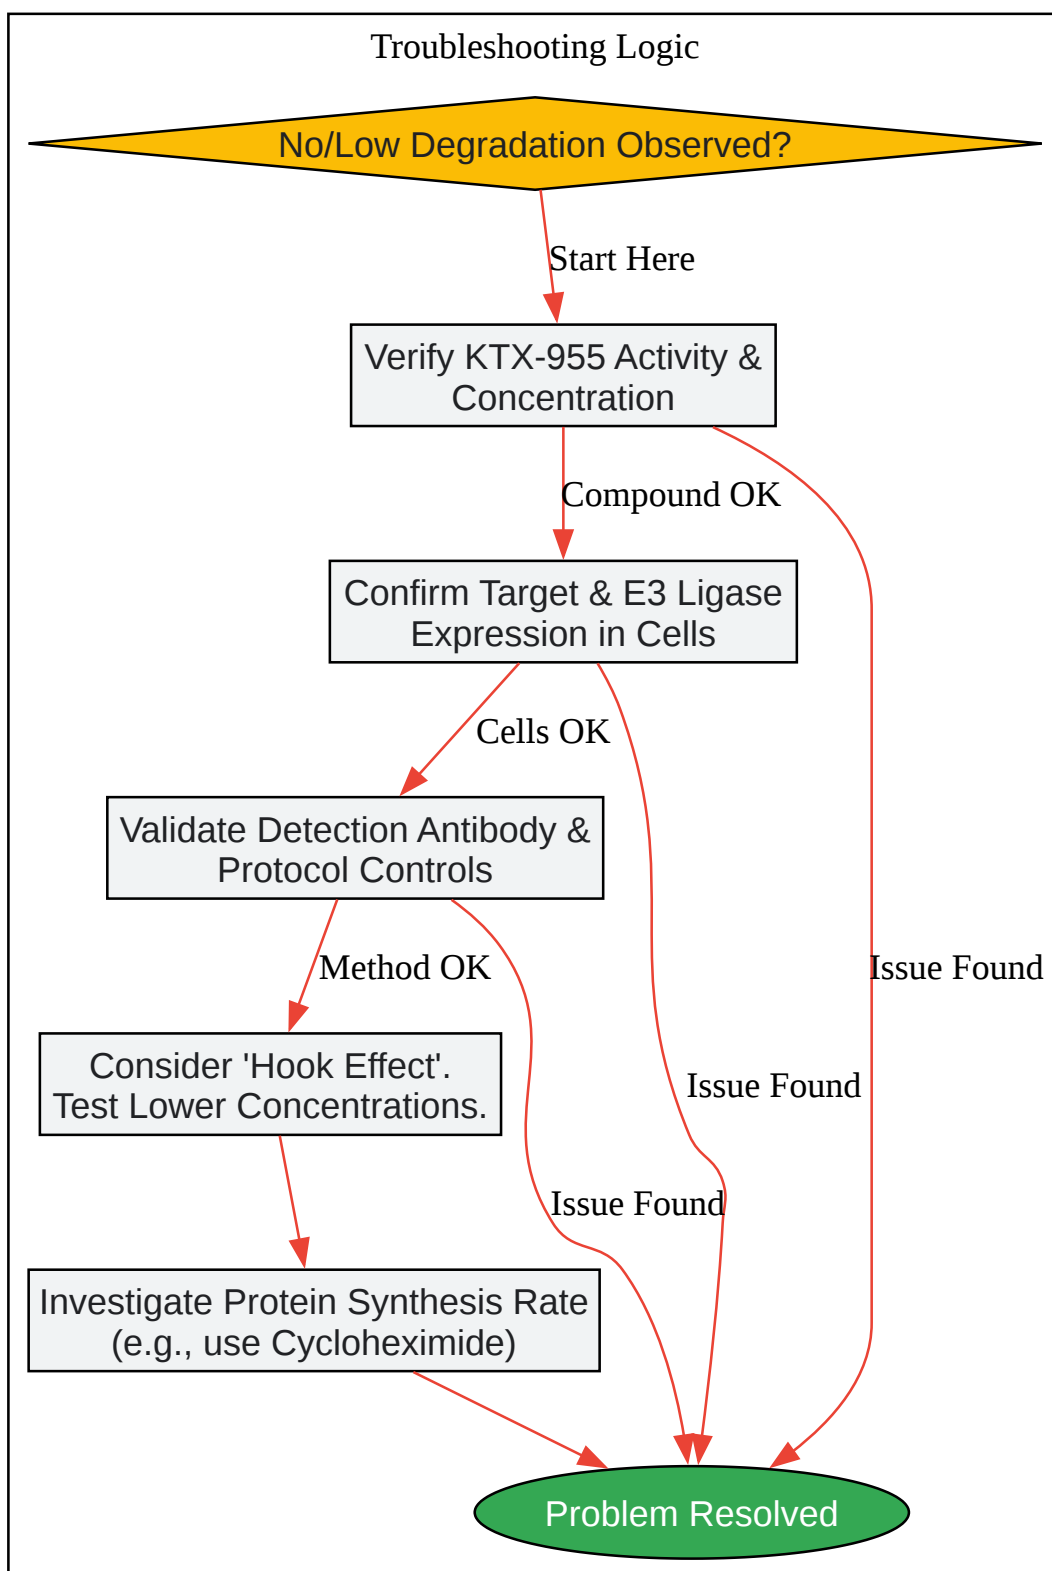 Troubleshooting Logic
No/Low Degradation Observed?
Start Here
Verify KTX-955 Activity &
Concentration
Compound OK
Confirm Target & E3 Ligase
Expression in Cells
Cells OK
Validate Detection Antibody &
Protocol Controls
Method OK
Issue Found
Consider 'Hook Effect'.
Test Lower Concentrations.
Issue Found
Issue Found
Investigate Protein Synthesis Rate
(e.g., use Cycloheximide)
Problem Resolved